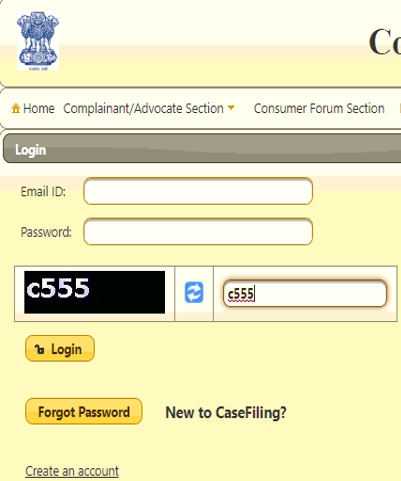 Home Complainant/Advocate Section Consumer Forum Section
Login
Email ID:
Password:
c555 c555
Login
Forgot Password New to CaseFiling?
Create an account